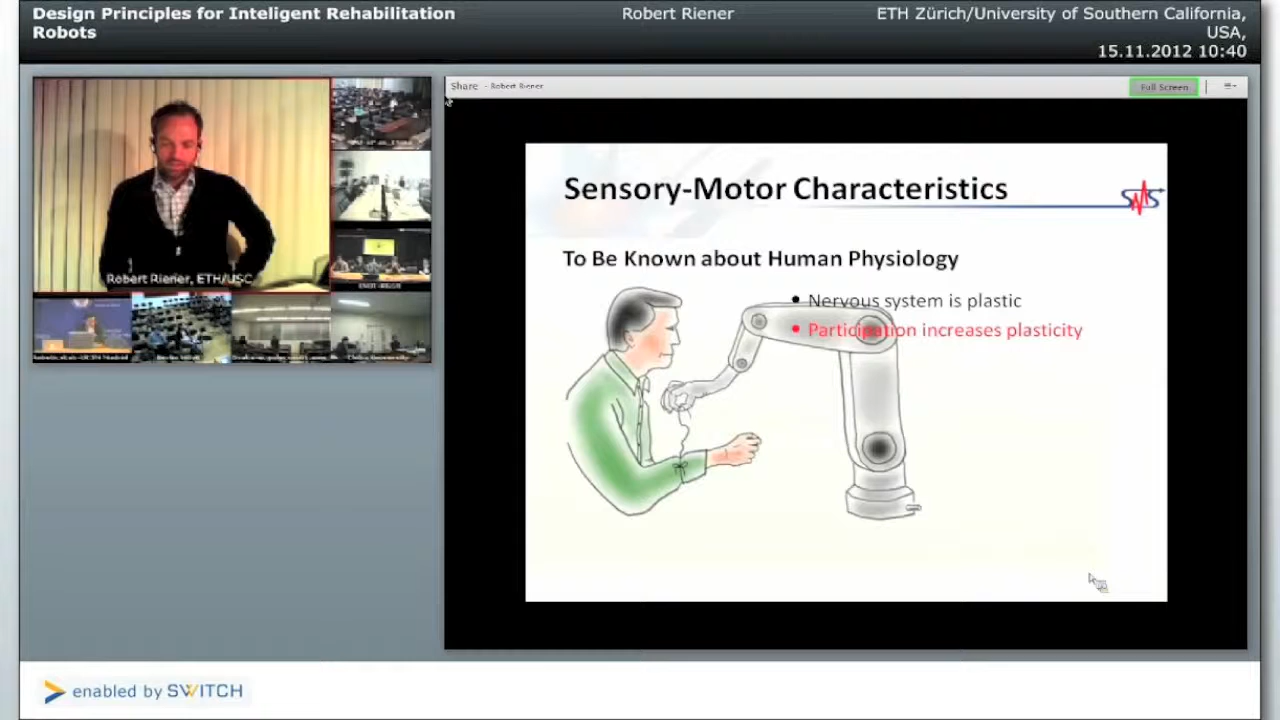 Design Principles for Inteligent Rehabilitation
Robots
Robert Riener
ETH Zürich/University of Southern California,
USA,
15.11.2012 10:40
Share - Robert Riener
Full Screen
Robert Riener, ETH/USC
Sensory-Motor Characteristics
To Be Known about Human Physiology
• Nervous system is plastic
• Participation increases plasticity
enabled by SWITCH